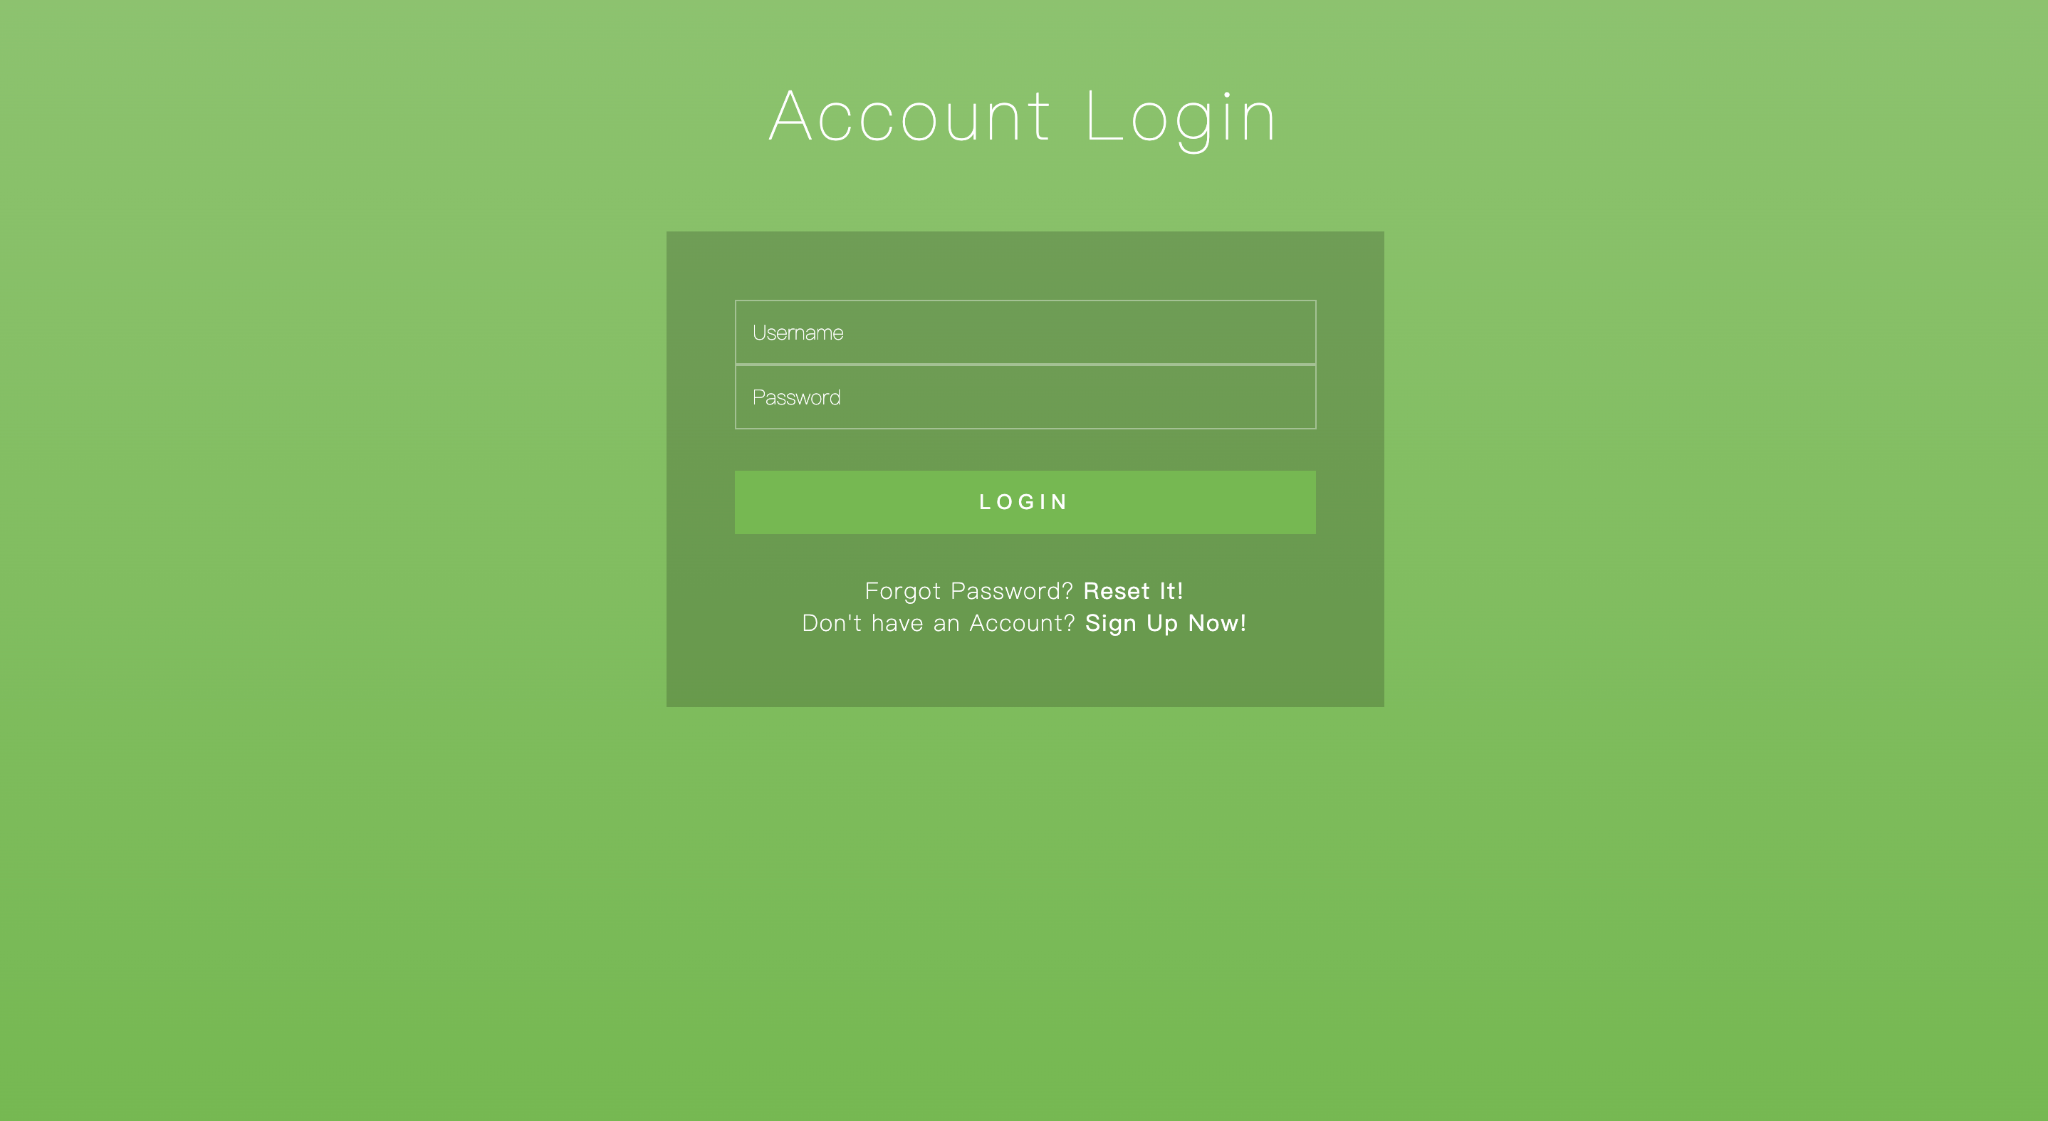 Account Login
Username
Password
LOGIN
Forgot Password? Reset It!
Don't have an Account? Sign Up Now!